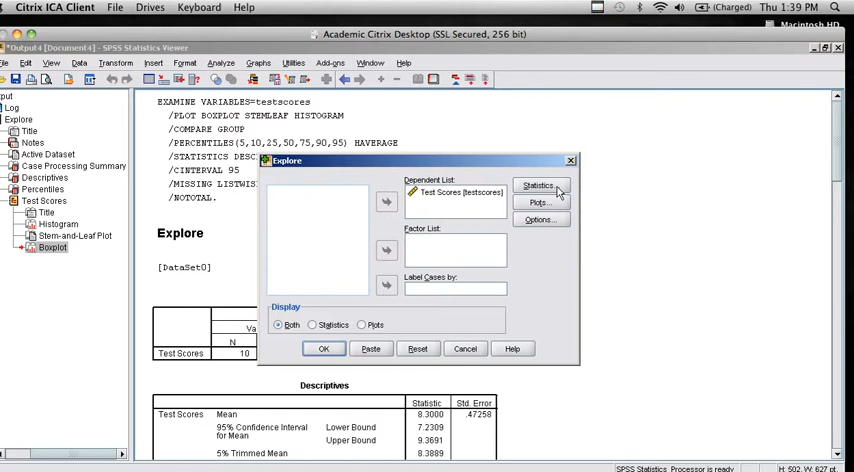 Citrix ICA Client File Devices Keyboard Help (Charged) Thu 1:39 PM
Macintosh HD
Academic Citrix Desktop (SSL Secured, 256 bit)
*Output4 [Document4] - SPSS Statistics Viewer
File Edit View Data Transform Insert Format Analyze Graphs Utilities Add-ons Window Help
Log
Explore
Title
Notes
Active Dataset
Case Processing Summary
Descriptives
Percentiles
Test Scores
Title
Histogram
Stem-and-Leaf Plot
Boxplot
EXAMINE VARIABLES=testscores
/PLOT BOXPLOT STEMLEAF HISTOGRAM
/COMPARE GROUP
/PERCENTILES(5,10,25,50,75,90,95) HAVERAGE
/STATISTICS DESC
/CINTERVAL 95
/MISSING LISTWIS
/NOTOTAL.
Explore
[DataSet0]
Va
N
Test Scores 10
Explore
Dependent List:
Test Scores [testscores]
Statistics...
Plots...
Options...
Factor List:
Label Cases by:
Display
Both Statistics Plots
OK Paste Reset Cancel Help
Descriptives
Statistic Std. Error
Test Scores Mean 8.3000 .47258
95% Confidence Interval for Mean Lower Bound 7.2309
Upper Bound 9.3691
5% Trimmed Mean 8.3889
SPSS Statistics Processor is ready H: 502, W: 627 pt.